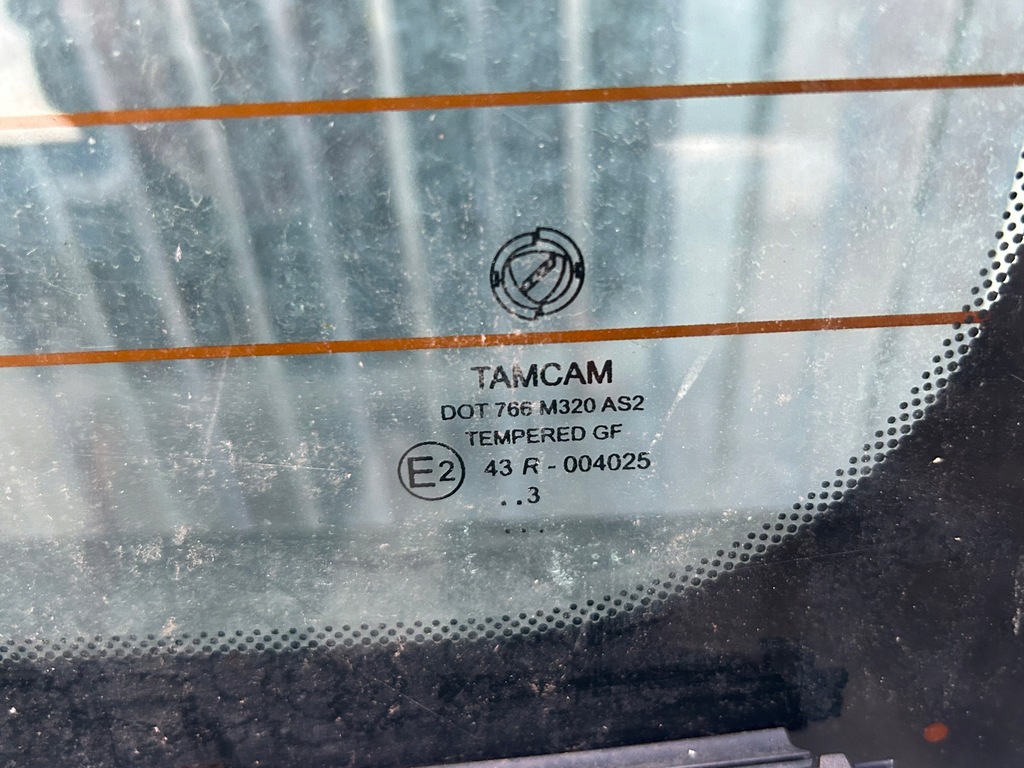 TAMCAM
DOT 766 M320 AS2
TEMPERED GF
E2 43 R - 004025
..3
...